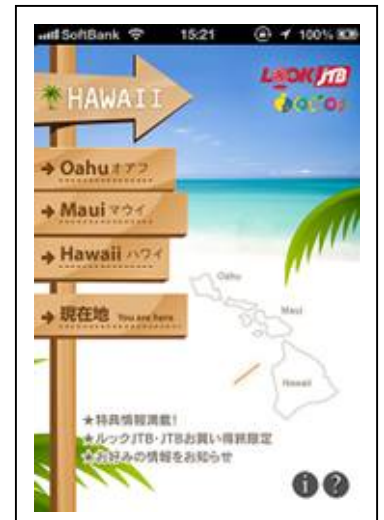 SoftBank 15:21 100%
HAWAII
LOOK JTB
Oahu オアフ
Maui マウイ
Hawaii ハワイ
現在地 You are here
Oahu
Maui
Hawaii
★特典情報満載!
★ルックJTB・JTBお買い得旅限定
★お好みの情報をお知らせ
i ?